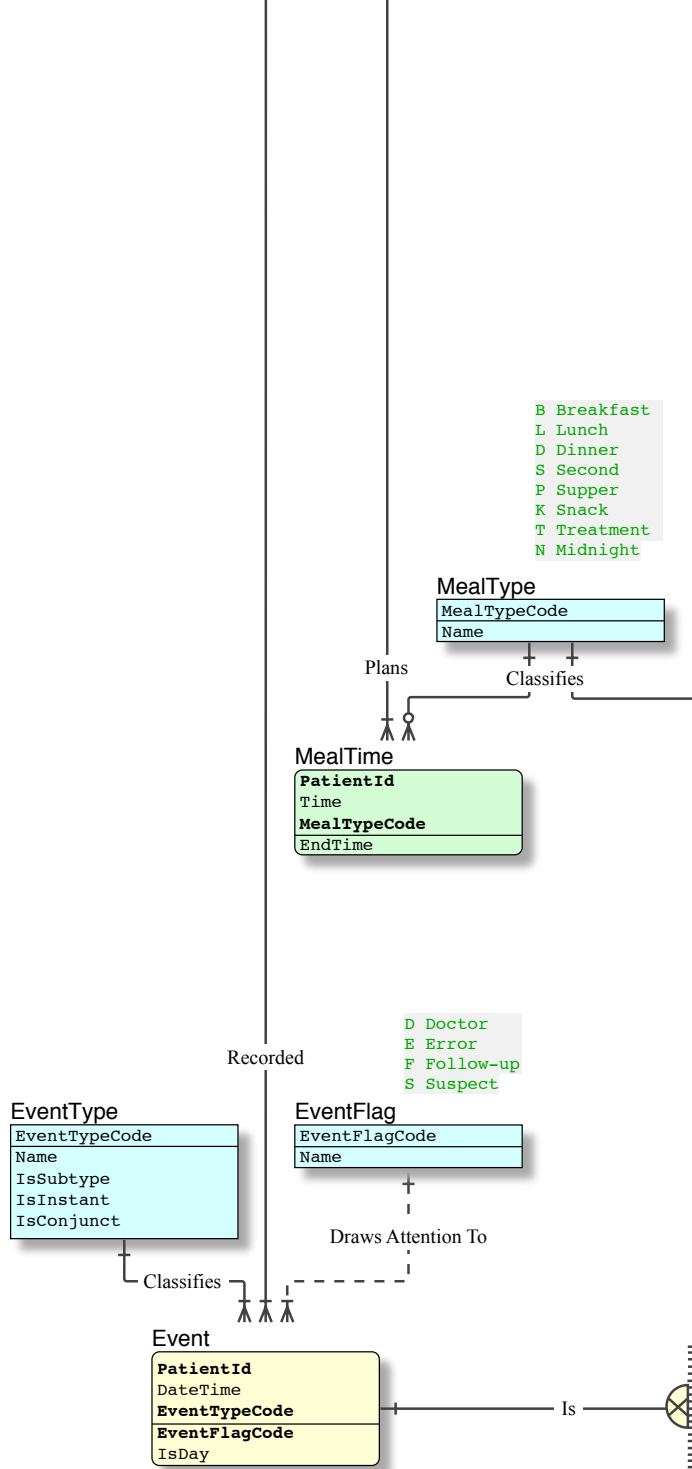 B Breakfast
L Lunch
D Dinner
S Second
P Supper
K Snack
T Treatment
N Midnight
MealType
MealTypeCode
Name
Plans
Classifies
MealTime
PatientId
Time
MealTypeCode
EndTime
D Doctor
E Error
F Follow-up
S Suspect
Recorded
EventType
EventTypeCode
Name
IsSubtype
IsInstant
IsConjunct
EventFlag
EventFlagCode
Name
Draws Attention To
Classifies
Event
PatientId
DateTime
EventTypeCode
EventFlagCode
IsDay
Is